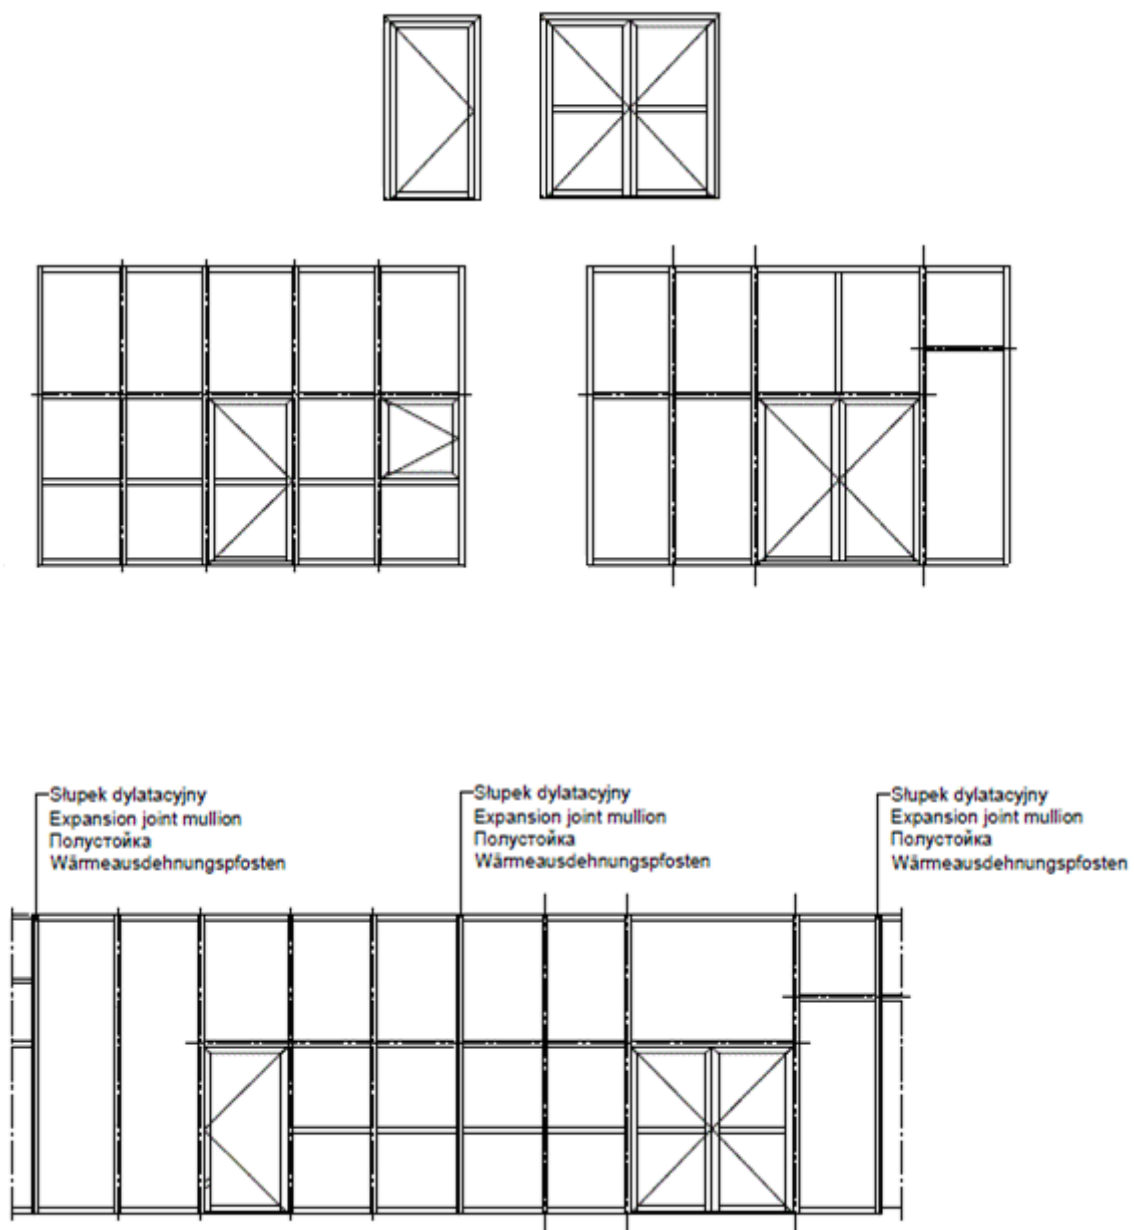 Słupek dylatacyjny
Expansion joint mullion
Полустойка
Wärmeausdehnungspfosten
Słupek dylatacyjny
Expansion joint mullion
Полустойка
Wärmeausdehnungspfosten
Słupek dylatacyjny
Expansion joint mullion
Полустойка
Wärmeausdehnungspfosten